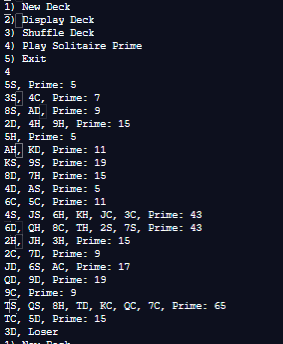 1) New Deck
2) Display Deck
3) Shuffle Deck
4) Play Solitaire Prime
5) Exit
4
5S, Prime: 5
3S, 4C, Prime: 7
8S, AD, Prime: 9
2D, 4H, 9H, Prime: 15
5H, Prime: 5
AH, KD, Prime: 11
KS, 9S, Prime: 19
8D, 7H, Prime: 15
4D, AS, Prime: 5
6C, 5C, Prime: 11
4S, JS, 6H, KH, JC, 3C, Prime: 43
6D, QH, 8C, TH, 2S, 7S, Prime: 43
2H, JH, 3H, Prime: 15
2C, 7D, Prime: 9
JD, 6S, AC, Prime: 17
QD, 9D, Prime: 19
9C, Prime: 9
TS, QS, 8H, TD, KC, QC, 7C, Prime: 65
TC, 5D, Prime: 15
3D, Loser
1) New Deck